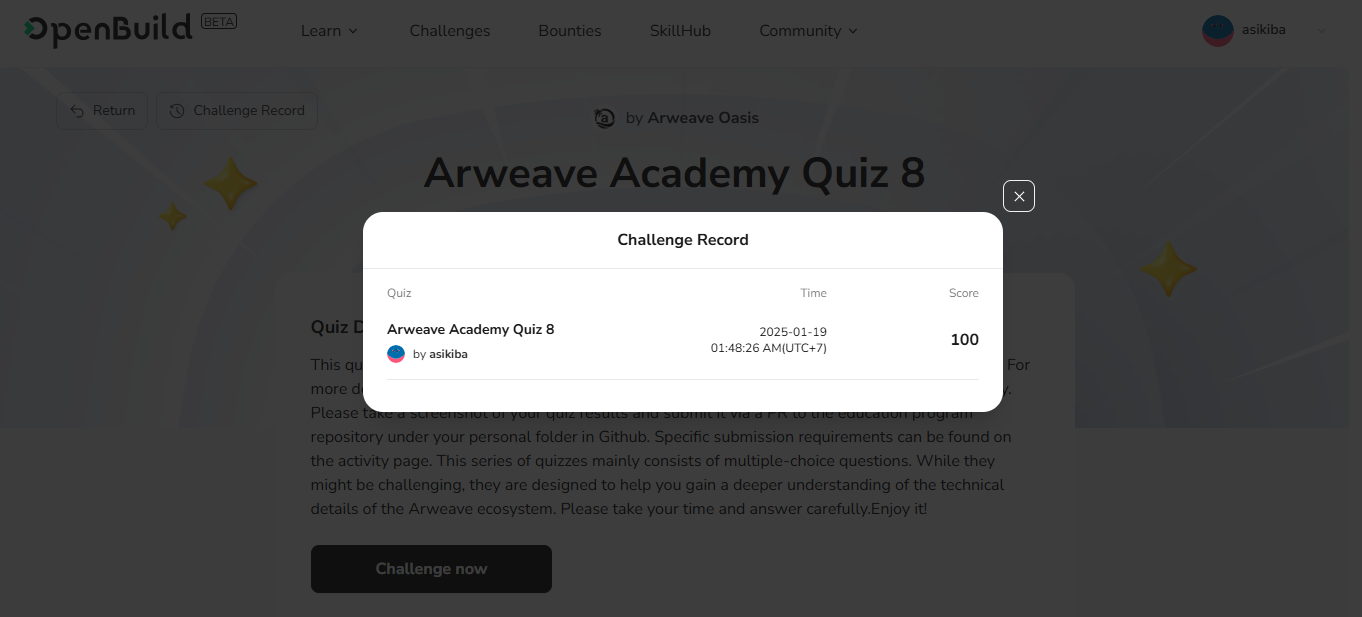 OpenBuild BETA
Learn Challenges Bounties SkillHub Community asikiba
Return Challenge Record
by Arweave Oasis
Arweave Academy Quiz 8
Challenge Record
Quiz Time Score
Arweave Academy Quiz 8
by asikiba
2025-01-19
01:48:26 AM(UTC+7)
100
Quiz D
This qu For
more d y.
Please take a screenshot of your quiz results and submit it via a PR to the education program
repository under your personal folder in Github. Specific submission requirements can be found on
the activity page. This series of quizzes mainly consists of multiple-choice questions. While they
might be challenging, they are designed to help you gain a deeper understanding of the technical
details of the Arweave ecosystem. Please take your time and answer carefully.Enjoy it!
Challenge now